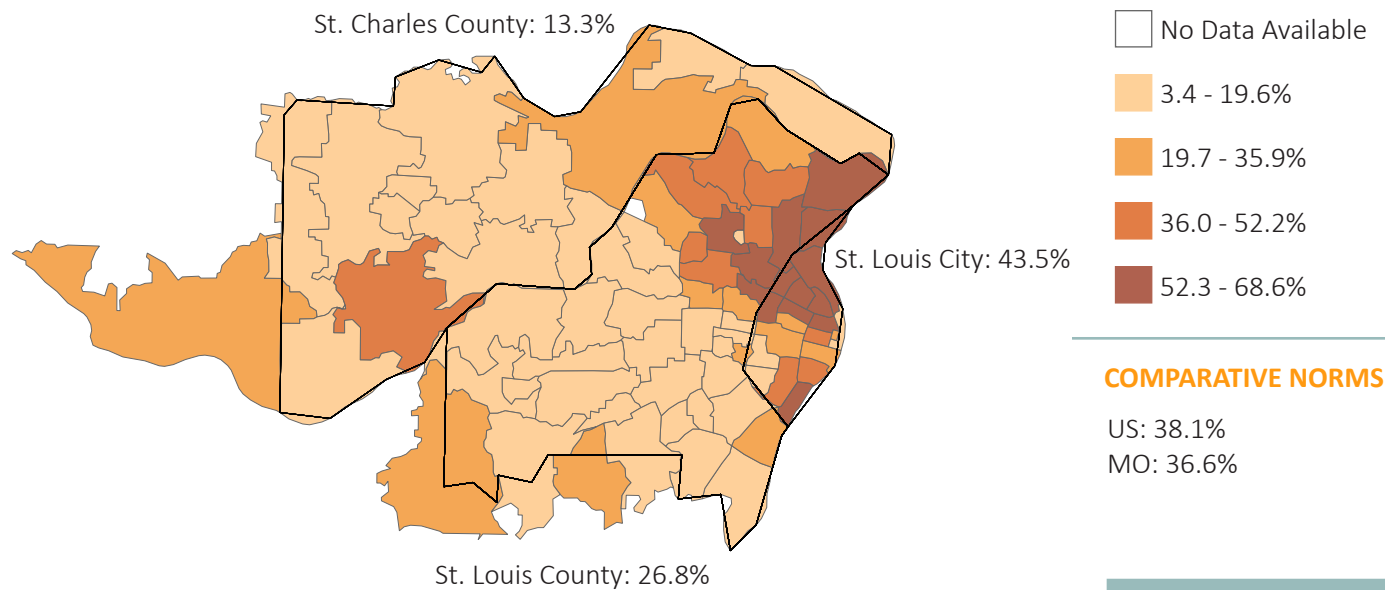 St. Charles County: 13.3%
No Data Available
3.4 - 19.6%
19.7 - 35.9%
36.0 - 52.2%
52.3 - 68.6%
St. Louis City: 43.5%
COMPARATIVE NORMS
US: 38.1%
MO: 36.6%
St. Louis County: 26.8%